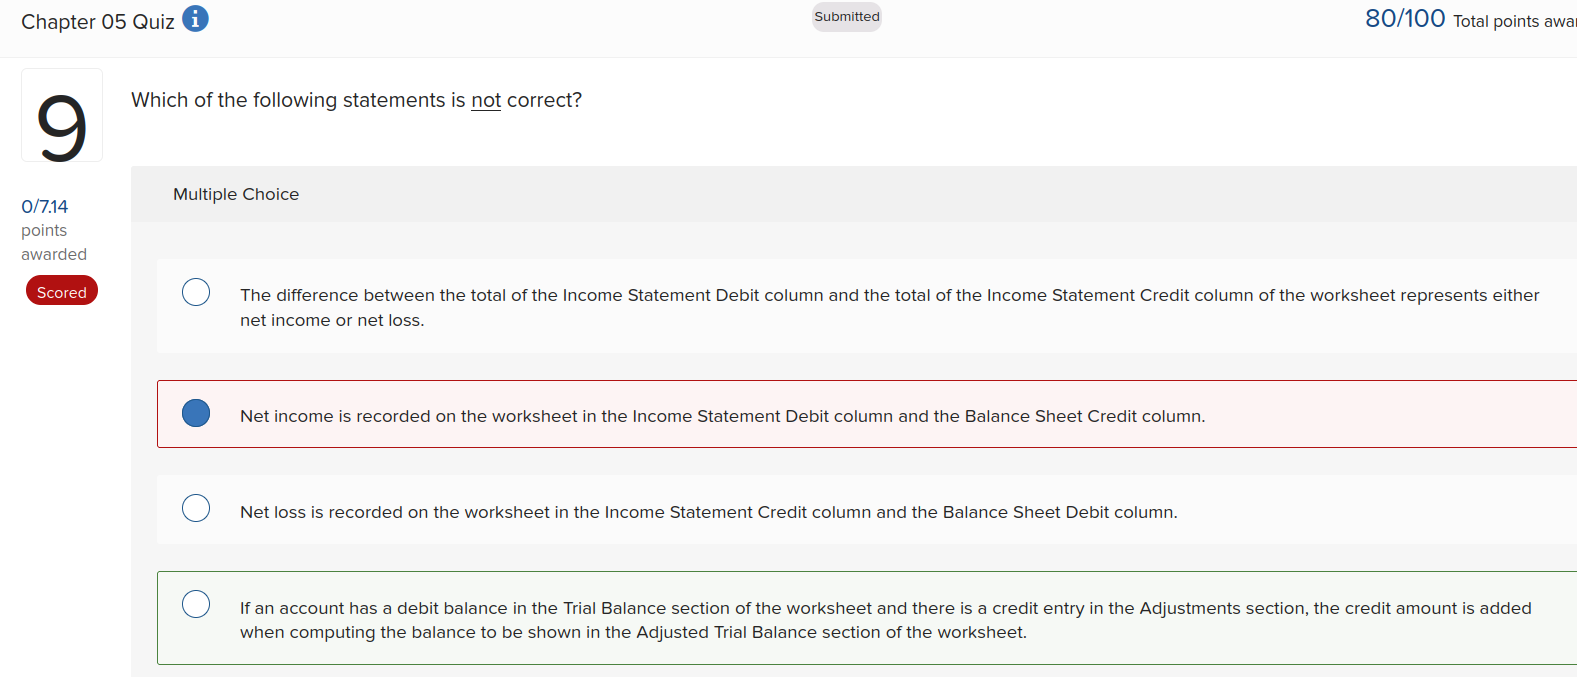 Chapter 05 Quiz i
Submitted
80/100 Total points awar
9
0/7.14
points
awarded
Scored
Which of the following statements is not correct?
Multiple Choice
The difference between the total of the Income Statement Debit column and the total of the Income Statement Credit column of the worksheet represents either
net income or net loss.
Net income is recorded on the worksheet in the Income Statement Debit column and the Balance Sheet Credit column.
Net loss is recorded on the worksheet in the Income Statement Credit column and the Balance Sheet Debit column.
If an account has a debit balance in the Trial Balance section of the worksheet and there is a credit entry in the Adjustments section, the credit amount is added
when computing the balance to be shown in the Adjusted Trial Balance section of the worksheet.